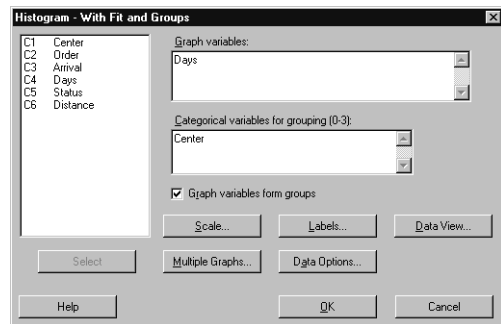 Histogram - With Fit and Groups
C1 Center
C2 Order
C3 Arrival
C4 Days
C5 Status
C6 Distance
Graph variables:
Days
Categorical variables for grouping (0-3):
Center
Graph variables form groups
Scale... Labels... Data View...
Select Multiple Graphs... Data Options...
Help OK Cancel